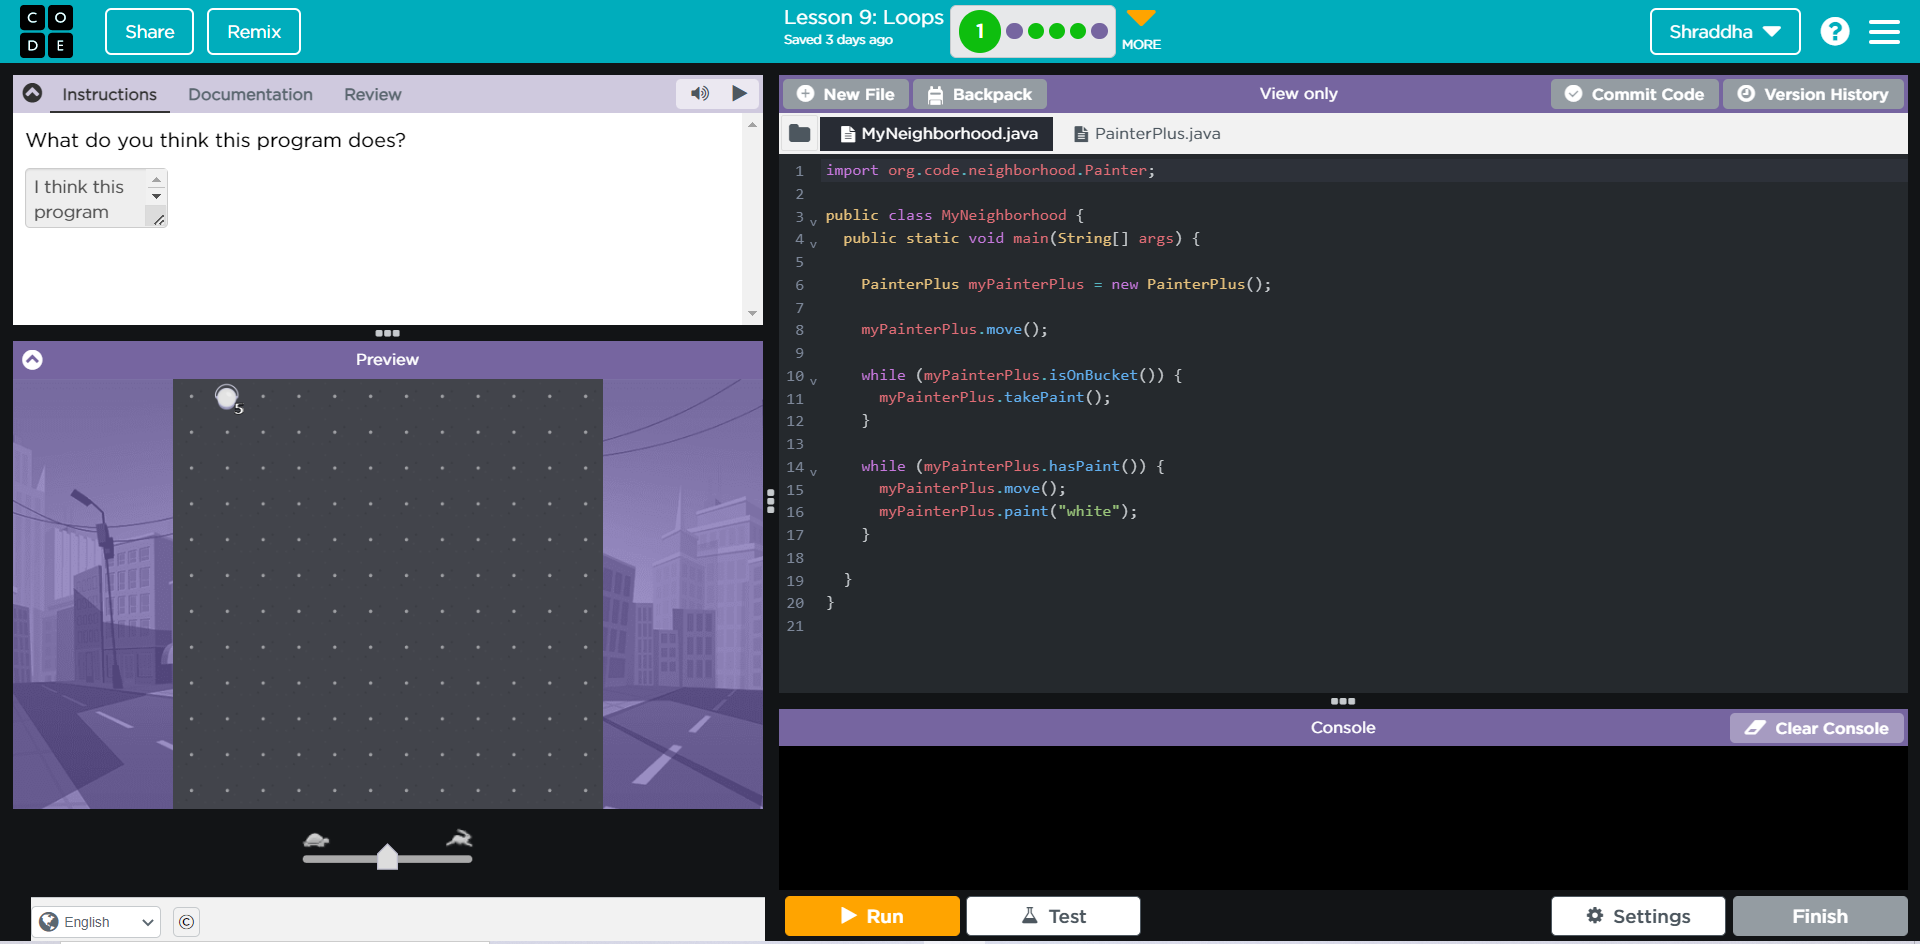 C O
D E
Share
Remix
Lesson 9: Loops
Saved 3 days ago
1
MORE
Shraddha
?
Instructions
Documentation
Review
What do you think this program does?
I think this
program
Preview
5
English
©
New File
Backpack
View only
Commit Code
Version History
MyNeighborhood.java
PainterPlus.java
1 import org.code.neighborhood.Painter;
2
3 public class MyNeighborhood {
4 public static void main(String[] args) {
5
6 PainterPlus myPainterPlus = new PainterPlus();
7
8 myPainterPlus.move();
9
10 while (myPainterPlus.isOnBucket()) {
11 myPainterPlus.takePaint();
12 }
13
14 while (myPainterPlus.hasPaint()) {
15 myPainterPlus.move();
16 myPainterPlus.paint("white");
17 }
18
19 }
20 }
21
Console
Clear Console
Run
Test
Settings
Finish